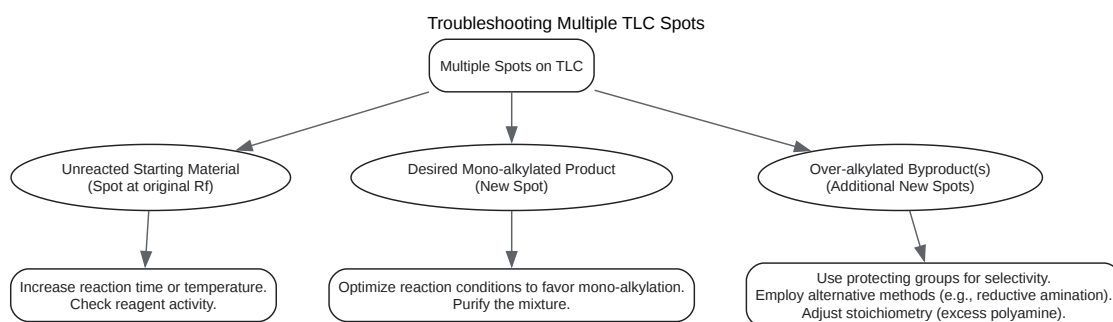 Troubleshooting Multiple TLC Spots
Multiple Spots on TLC
Unreacted Starting Material
(Spot at original Rf)
Desired Mono-alkylated Product
(New Spot)
Over-alkylated Byproduct(s)
(Additional New Spots)
Increase reaction time or temperature.
Check reagent activity.
Optimize reaction conditions to favor mono-alkylation.
Purify the mixture.
Use protecting groups for selectivity.
Employ alternative methods (e.g., reductive amination).
Adjust stoichiometry (excess polyamine).